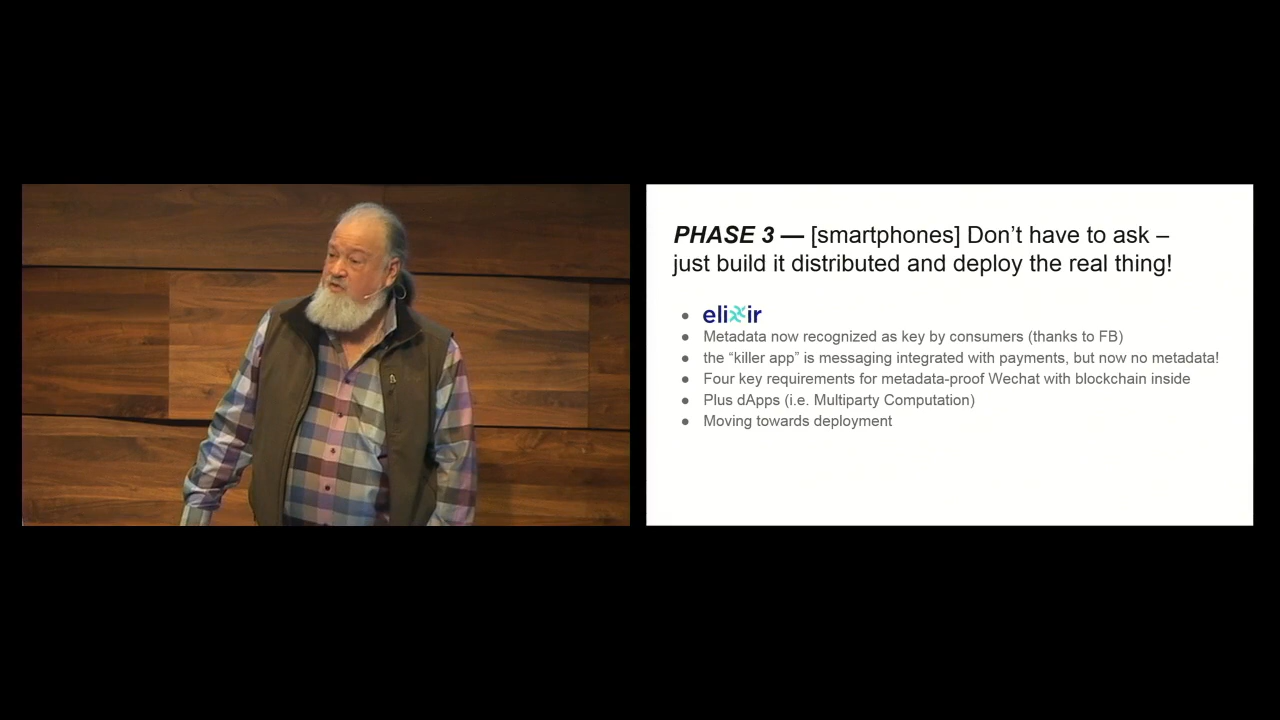 PHASE 3 — [smartphones] Don’t have to ask –
just build it distributed and deploy the real thing!
● elixxir
● Metadata now recognized as key by consumers (thanks to FB)
● the “killer app” is messaging integrated with payments, but now no metadata!
● Four key requirements for metadata-proof Wechat with blockchain inside
● Plus dApps (i.e. Multiparty Computation)
● Moving towards deployment